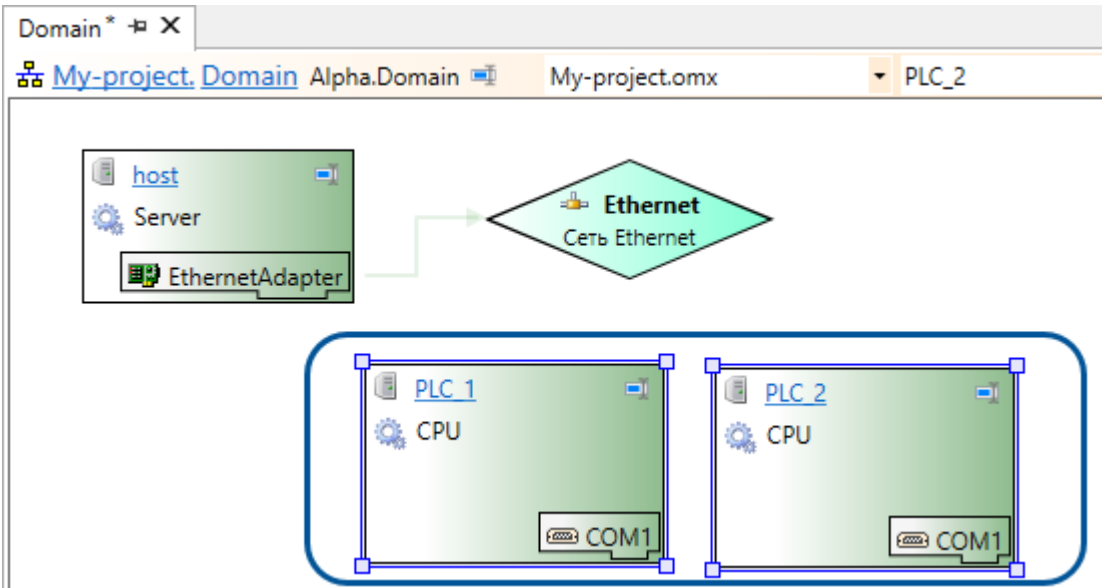 Domain*
My-project. Domain Alpha.Domain My-project.omx PLC_2
host
Server
EthernetAdapter
Ethernet
Сеть Ethernet
PLC_1
CPU
COM1
PLC_2
CPU
COM1